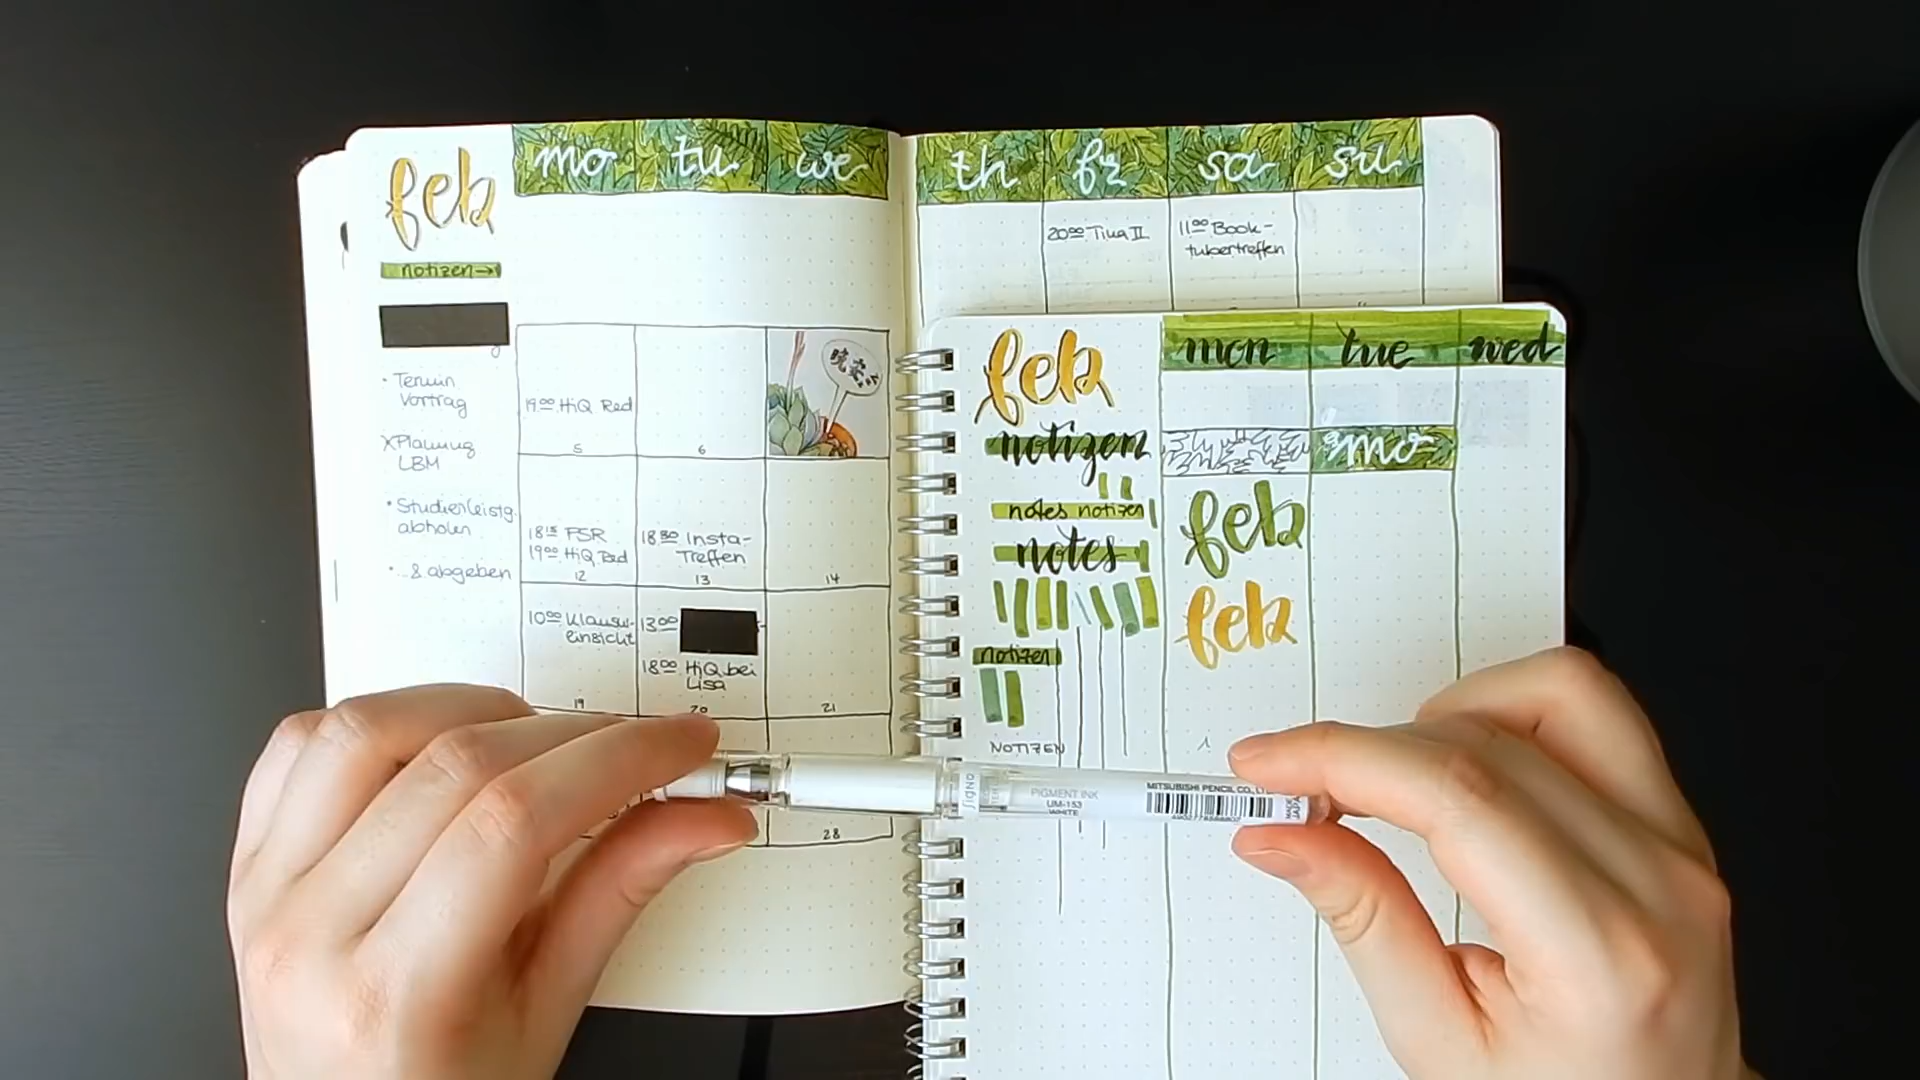 feb
mo tu we th fr sa su
notizen→
20⁰⁰ Tina II
11⁰⁰ Book-
tubertreffen
• Termin
Vortrag
X Planung
LBM
• Studienleistg.
abholen
• ...& abgeben
19⁰⁰ HiQ Red
5
6
晚安
18¹⁵ FSR
19⁰⁰ HiQ Red
12
18³⁰ Insta-
Treffen
13
14
10⁰⁰ Klausur-
einsicht
19
13⁰⁰
18⁰⁰ HiQ bei
Lisa
20
21
28
feb
mon tue wed
notizen
mo
notes notizen
notes
feb
feb
notizen
NOTIZEN
signo
PIGMENT INK
UM-153
WHITE
MITSUBISHI PENCIL CO., LT